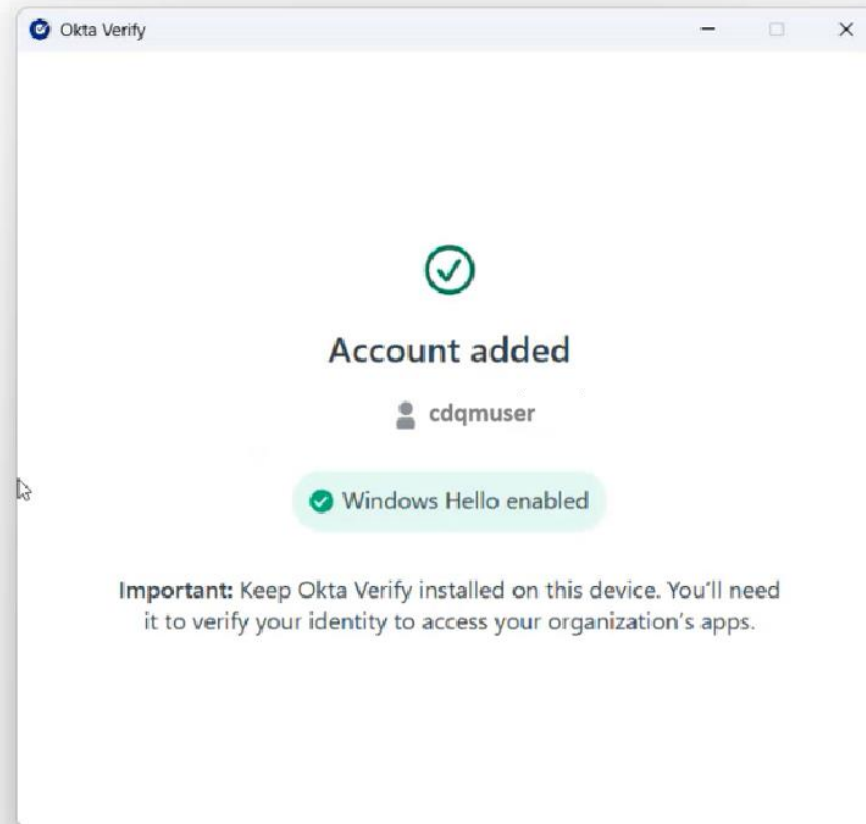 Okta Verify
Account added
cdqmuser
Windows Hello enabled
Important: Keep Okta Verify installed on this device. You'll need
it to verify your identity to access your organization's apps.